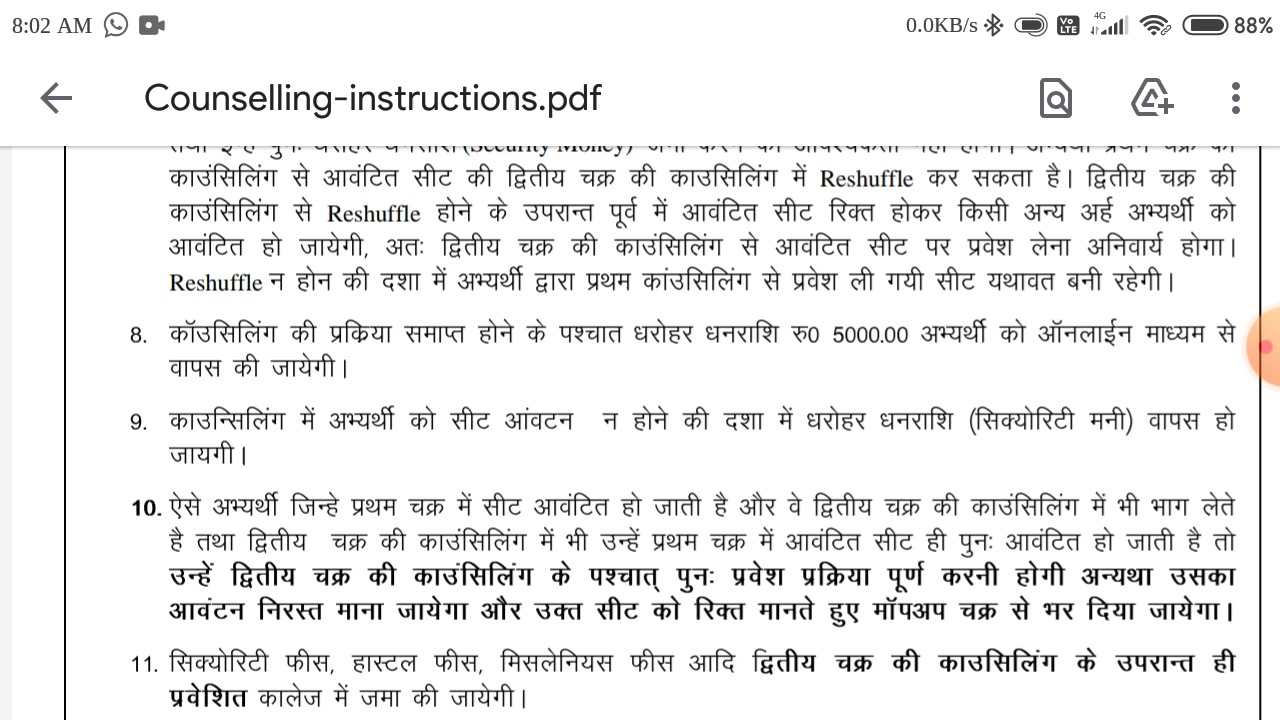 8:02 AM
0.0KB/s
Vo LTE
4G
88%
Counselling-instructions.pdf
(Security Money)
काउंसिलिंग से आवंटित सीट की द्वितीय चक्र की काउसिलिंग में Reshuffle कर सकता है। द्वितीय चक्र की
काउंसिलिंग से Reshuffle होने के उपरान्त पूर्व में आवंटित सीट रिक्त होकर किसी अन्य अर्ह अभ्यर्थी को
आवंटित हो जायेगी, अतः द्वितीय चक्र की काउंसिलिंग से आवंटित सीट पर प्रवेश लेना अनिवार्य होगा।
Reshuffle न होन की दशा में अभ्यर्थी द्वारा प्रथम कांउसिलिंग से प्रवेश ली गयी सीट यथावत बनी रहेगी।
8. कॉउसिलिंग की प्रकिया समाप्त होने के पश्चात धरोहर धनराशि रु0 5000.00 अभ्यर्थी को ऑनलाईन माध्यम से
वापस की जायेगी।
9. काउन्सिलिंग में अभ्यर्थी को सीट आंवटन न होने की दशा में धरोहर धनराशि (सिक्योरिटी मनी) वापस हो
जायगी।
10. ऐसे अभ्यर्थी जिन्हे प्रथम चक्र में सीट आवंटित हो जाती है और वे द्वितीय चक्र की काउंसिलिंग में भी भाग लेते
है तथा द्वितीय चक्र की काउंसिलिंग में भी उन्हें प्रथम चक्र में आवंटित सीट ही पुनः आवंटित हो जाती है तो
उन्हें द्वितीय चक्र की काउंसिलिंग के पश्चात् पुनः प्रवेश प्रक्रिया पूर्ण करनी होगी अन्यथा उसका
आवंटन निरस्त माना जायेगा और उक्त सीट को रिक्त मानते हुए मॉपअप चक्र से भर दिया जायेगा।
11. सिक्योरिटी फीस, हास्टल फीस, मिसलेनियस फीस आदि द्वितीय चक्र की काउसिलिंग के उपरान्त ही
प्रवेशित कालेज में जमा की जायेगी।